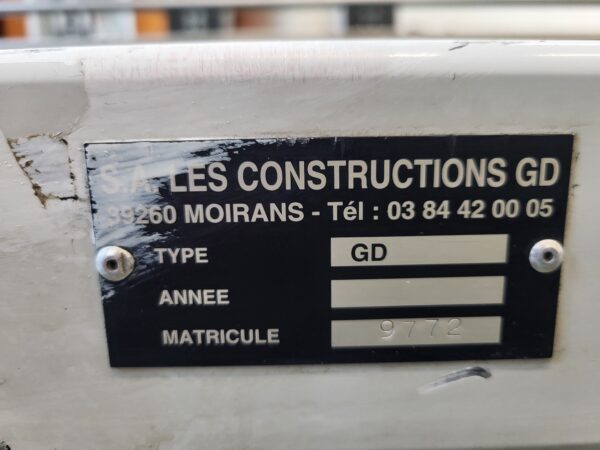 S.A. LES CONSTRUCTIONS GD
39260 MOIRANS - Tél : 03 84 42 00 05
TYPE GD
ANNEE
MATRICULE 9772